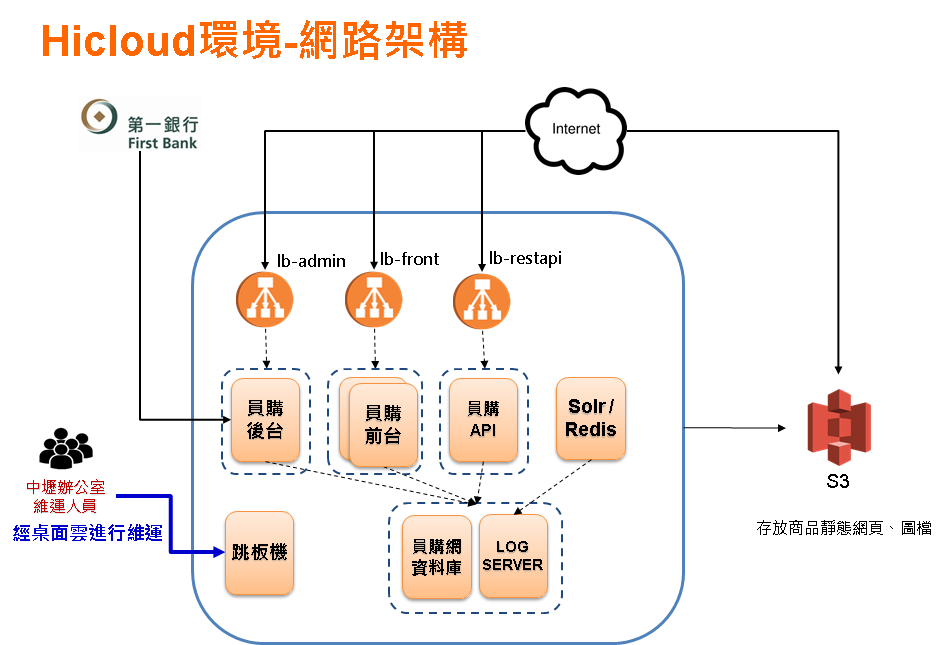 Hicloud環境-網路架構
第一銀行
First Bank
Internet
lb-admin
lb-front
lb-restapi
員購
後台
員購
前台
員購
API
Solr /
Redis
S3
存放商品靜態網頁、圖檔
中壢辦公室
維運人員
經桌面雲進行維運
跳板機
員購網
資料庫
LOG
SERVER